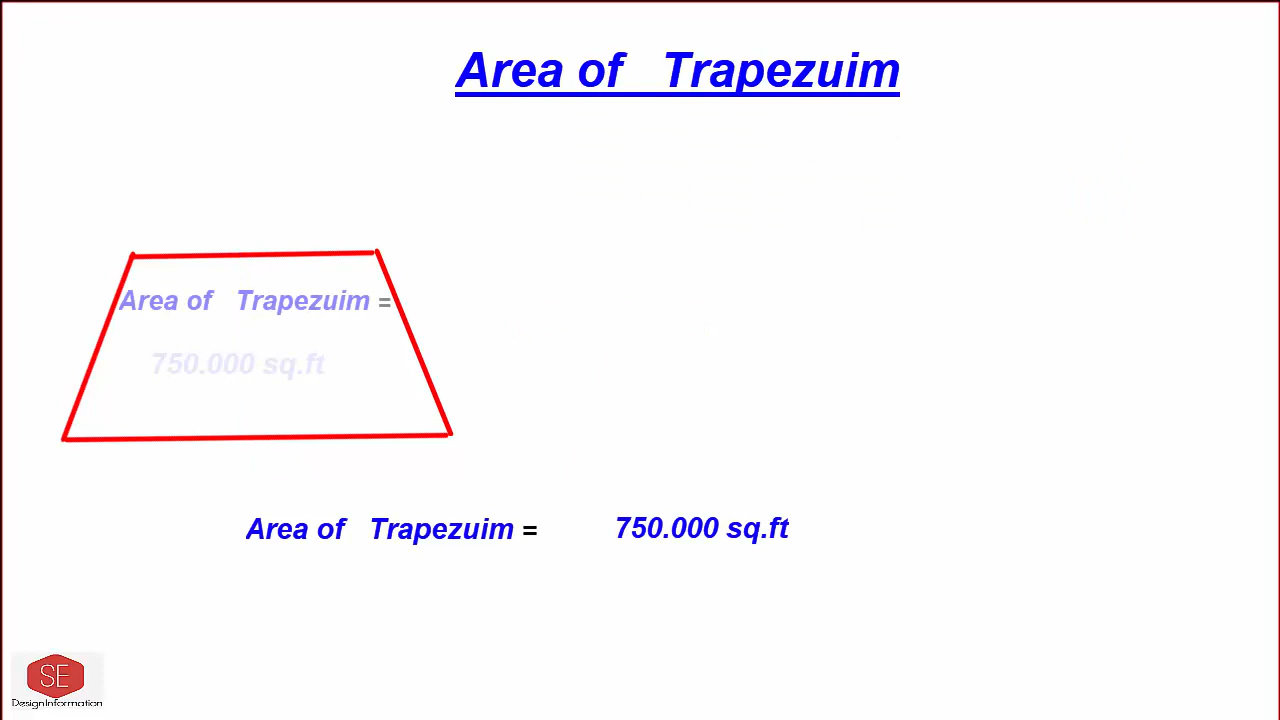 Area of Trapezuim
Area of Trapezuim =
750.000 sq.ft
Area of Trapezuim = 750.000 sq.ft
SE
DesignInformation